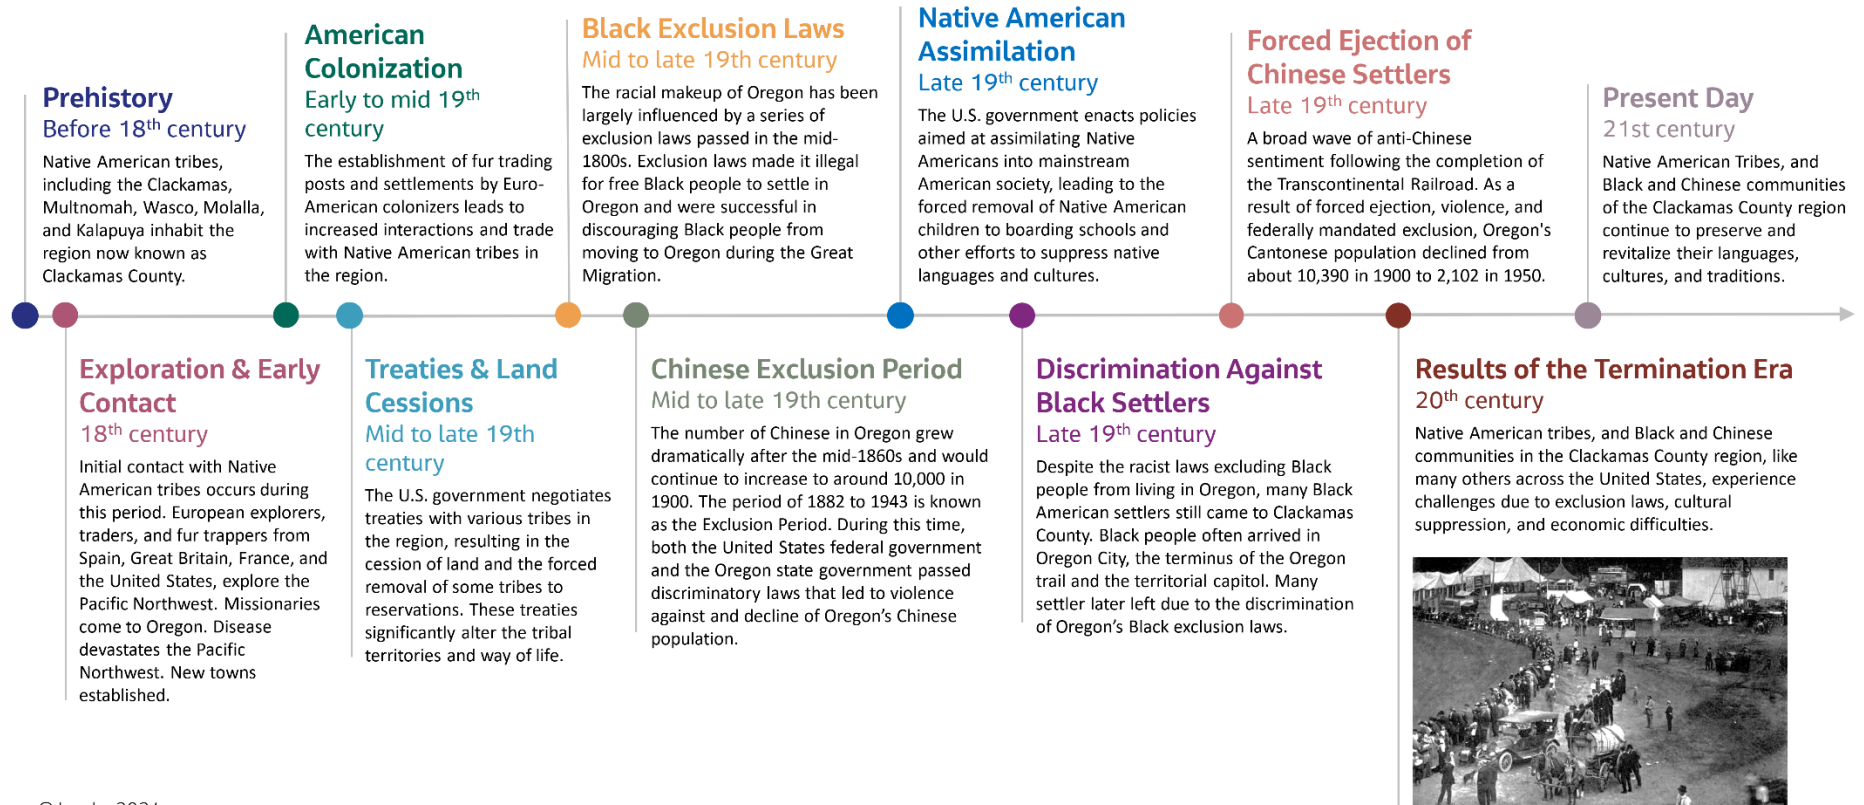 Prehistory
Before 18th century
Native American tribes,
including the Clackamas,
Multnomah, Wasco, Molalla,
and Kalapuya inhabit the
region now known as
Clackamas County.
Exploration & Early
Contact
18th century
Initial contact with Native
American tribes occurs during
this period. European explorers,
traders, and fur trappers from
Spain, Great Britain, France, and
the United States, explore the
Pacific Northwest. Missionaries
come to Oregon. Disease
devastates the Pacific
Northwest. New towns
established.
American
Colonization
Early to mid 19th
century
The establishment of fur trading
posts and settlements by Euro-
American colonizers leads to
increased interactions and trade
with Native American tribes in
the region.
Treaties & Land
Cessions
Mid to late 19th
century
The U.S. government negotiates
treaties with various tribes in
the region, resulting in the
cession of land and the forced
removal of some tribes to
reservations. These treaties
significantly alter the tribal
territories and way of life.
Black Exclusion Laws
Mid to late 19th century
The racial makeup of Oregon has been
largely influenced by a series of
exclusion laws passed in the mid-
1800s. Exclusion laws made it illegal
for free Black people to settle in
Oregon and were successful in
discouraging Black people from
moving to Oregon during the Great
Migration.
Chinese Exclusion Period
Mid to late 19th century
The number of Chinese in Oregon grew
dramatically after the mid-1860s and would
continue to increase to around 10,000 in
1900. The period of 1882 to 1943 is known
as the Exclusion Period. During this time,
both the United States federal government
and the Oregon state government passed
discriminatory laws that led to violence
against and decline of Oregon’s Chinese
population.
Native American
Assimilation
Late 19th century
The U.S. government enacts policies
aimed at assimilating Native
Americans into mainstream
American society, leading to the
forced removal of Native American
children to boarding schools and
other efforts to suppress native
languages and cultures.
Discrimination Against
Black Settlers
Late 19th century
Despite the racist laws excluding Black
people from living in Oregon, many Black
American settlers still came to Clackamas
County. Black people often arrived in
Oregon City, the terminus of the Oregon
trail and the territorial capitol. Many
settler later left due to the discrimination
of Oregon’s Black exclusion laws.
Forced Ejection of
Chinese Settlers
Late 19th century
A broad wave of anti-Chinese
sentiment following the completion of
the Transcontinental Railroad. As a
result of forced ejection, violence, and
federally mandated exclusion, Oregon's
Cantonese population declined from
about 10,390 in 1900 to 2,102 in 1950.
Results of the Termination Era
20th century
Native American tribes, and Black and Chinese
communities in the Clackamas County region, like
many others across the United States, experience
challenges due to exclusion laws, cultural
suppression, and economic difficulties.
Present Day
21st century
Native American Tribes, and
Black and Chinese communities
of the Clackamas County region
continue to preserve and
revitalize their languages,
cultures, and traditions.